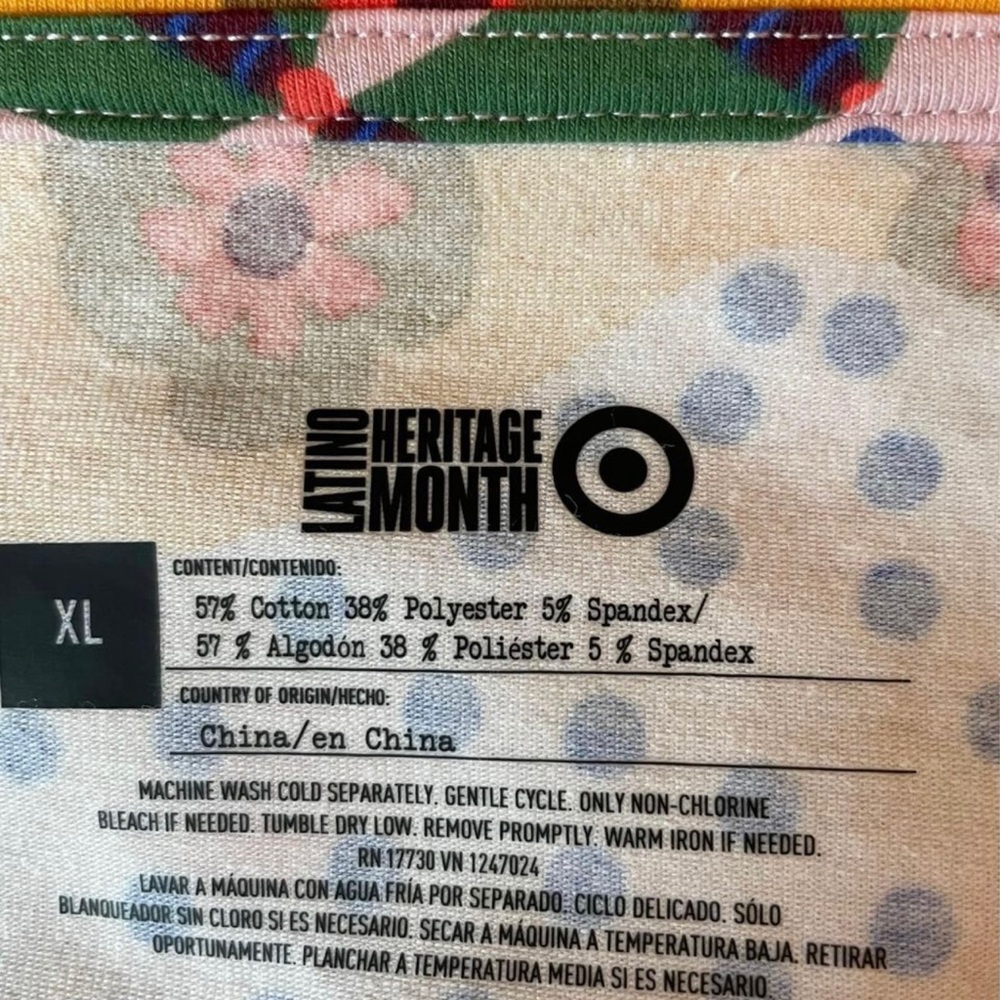 LATINO
HERITAGE
MONTH
XL
CONTENT/CONTENIDO:
57% Cotton 38% Polyester 5% Spandex/
57 % Algodón 38 % Poliéster 5 % Spandex
COUNTRY OF ORIGIN/HECHO:
China/en China
MACHINE WASH COLD SEPARATELY. GENTLE CYCLE. ONLY NON-CHLORINE
BLEACH IF NEEDED. TUMBLE DRY LOW. REMOVE PROMPTLY. WARM IRON IF NEEDED.
RN 17730 VN 1247024
LAVAR A MÁQUINA CON AGUA FRÍA POR SEPARADO. CICLO DELICADO. SÓLO
BLANQUEADOR SIN CLORO SI ES NECESARIO. SECAR A MÁQUINA A TEMPERATURA BAJA. RETIRAR
OPORTUNAMENTE. PLANCHAR A TEMPERATURA MEDIA SI ES NECESARIO.